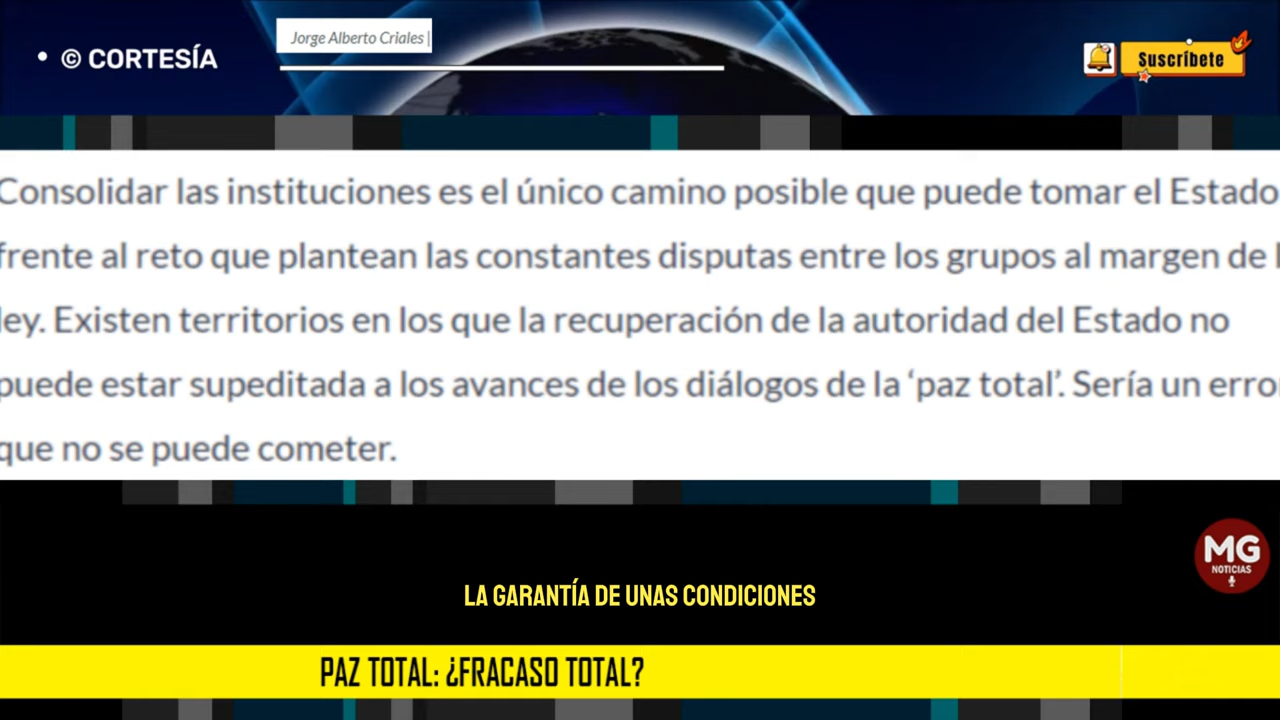 • © CORTESÍA
Jorge Alberto Criales |
Suscríbete
Consolidar las instituciones es el único camino posible que puede tomar el Estado
frente al reto que plantean las constantes disputas entre los grupos al margen de l
ley. Existen territorios en los que la recuperación de la autoridad del Estado no
puede estar supeditada a los avances de los diálogos de la ‘paz total’. Sería un error
que no se puede cometer.
MG
NOTICIAS
LA GARANTÍA DE UNAS CONDICIONES
PAZ TOTAL: ¿FRACASO TOTAL?